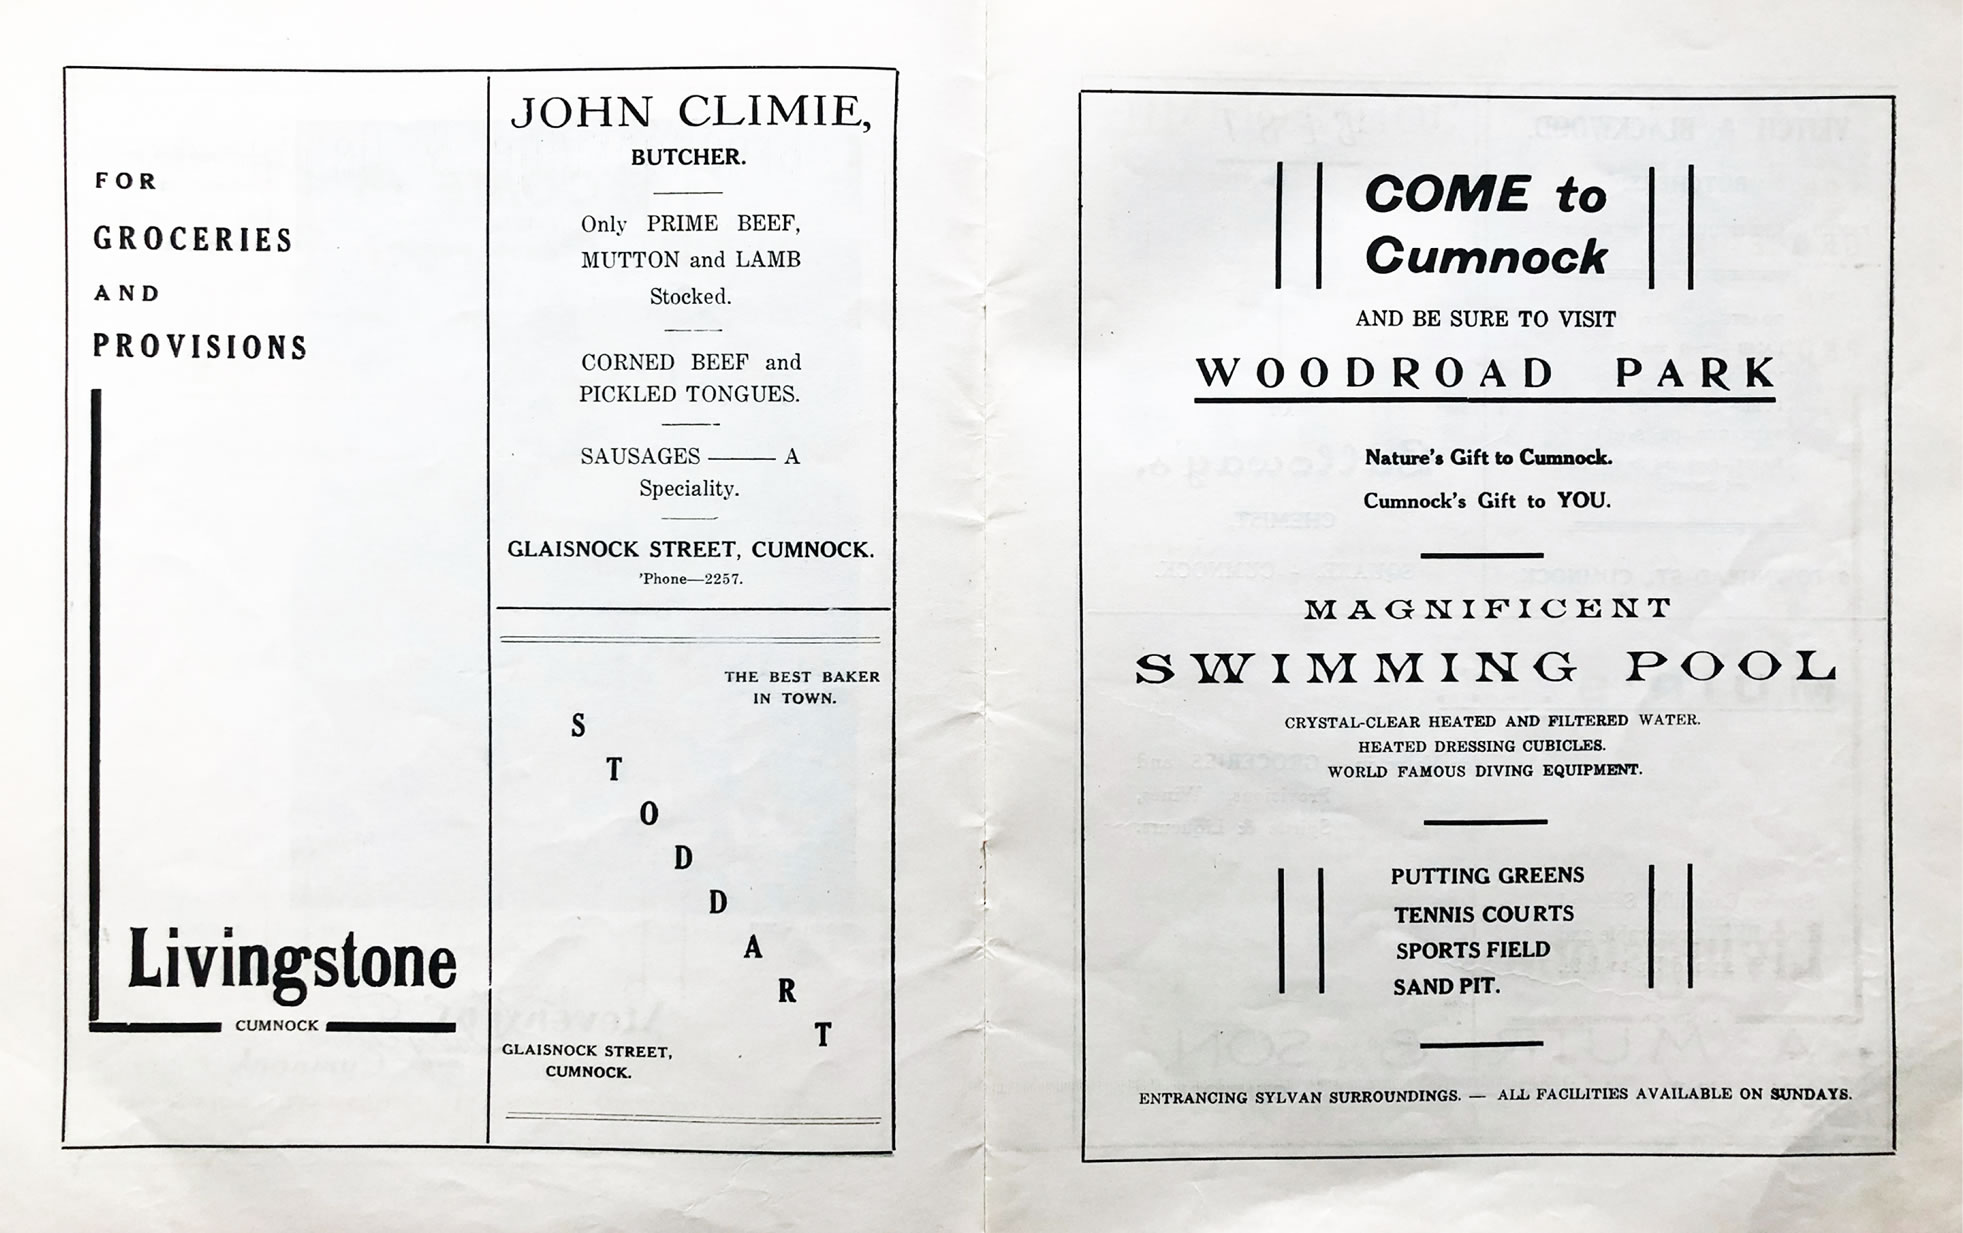 FOR
GROCERIES
AND
PROVISIONS
Livingstone
CUMNOCK
JOHN CLIMIE,
BUTCHER.
Only PRIME BEEF,
MUTTON and LAMB
Stocked.
CORNED BEEF and
PICKLED TONGUES.
SAUSAGES —— A
Speciality.
GLAISNOCK STREET, CUMNOCK.
'Phone—2257.
THE BEST BAKER
IN TOWN.
S
T
O
D
D
A
R
T
GLAISNOCK STREET,
CUMNOCK.
COME to
Cumnock
AND BE SURE TO VISIT
WOODROAD PARK
Nature's Gift to Cumnock.
Cumnock's Gift to YOU.
MAGNIFICENT
SWIMMING POOL
CRYSTAL-CLEAR HEATED AND FILTERED WATER.
HEATED DRESSING CUBICLES.
WORLD FAMOUS DIVING EQUIPMENT.
PUTTING GREENS
TENNIS COURTS
SPORTS FIELD
SAND PIT.
ENTRANCING SYLVAN SURROUNDINGS. — ALL FACILITIES AVAILABLE ON SUNDAYS.